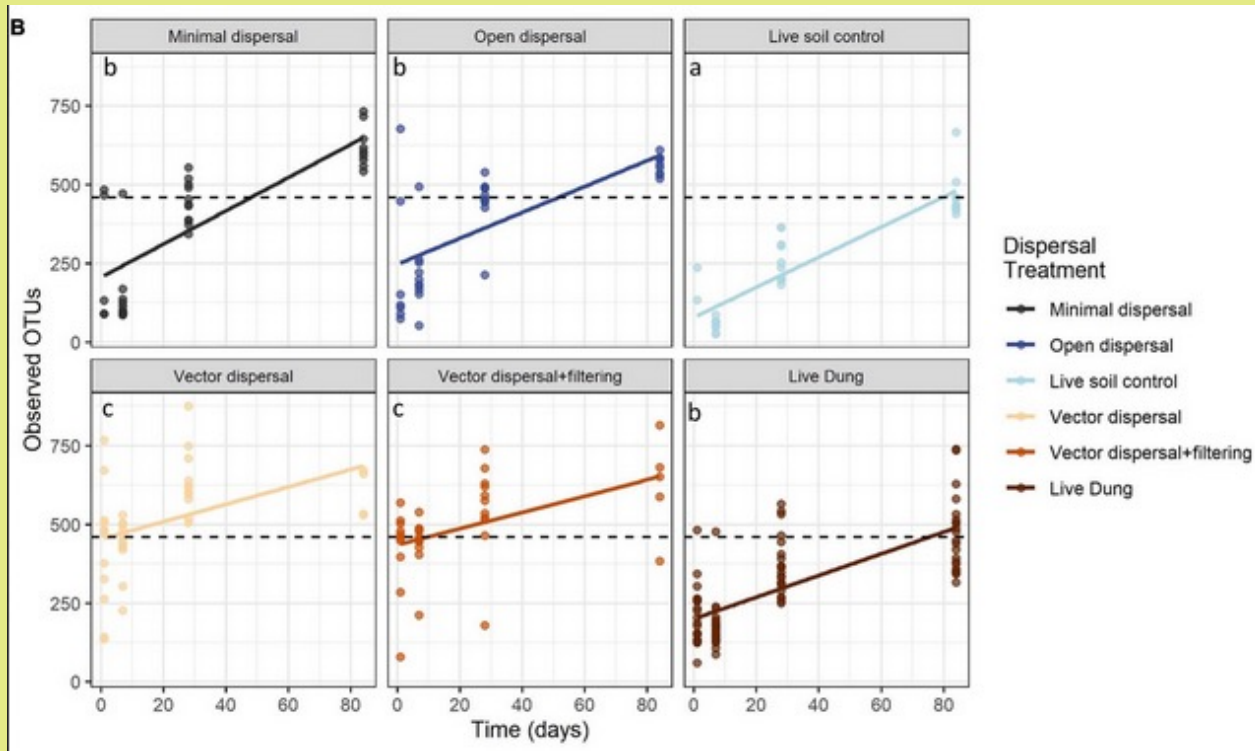 B
Minimal dispersal
Open dispersal
Live soil control
b
b
a
750
500
250
0
Vector dispersal
Vector dispersal+filtering
Live Dung
c
c
b
750
500
250
0
Observed OTUs
0 20 40 60 80
0 20 40 60 80
0 20 40 60 80
Time (days)
Dispersal
Treatment
Minimal dispersal
Open dispersal
Live soil control
Vector dispersal
Vector dispersal+filtering
Live Dung